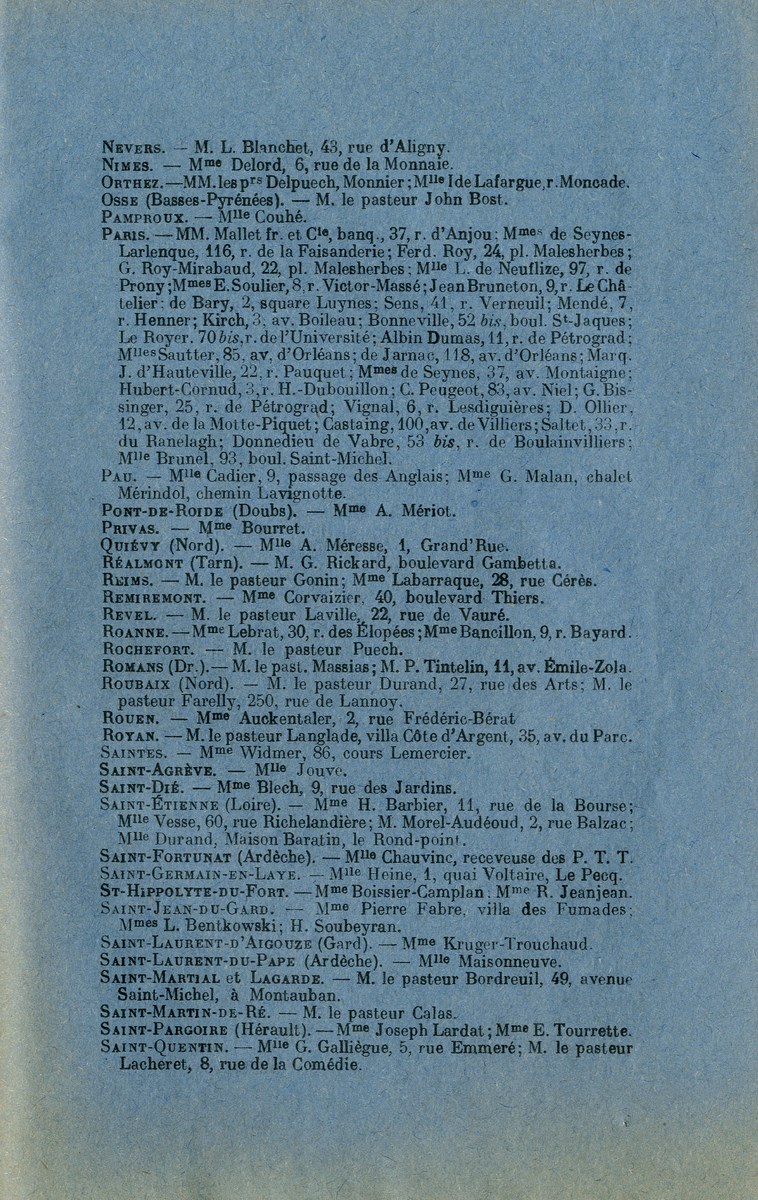 NEVERS. — M. L. Blanchet, 43, rue d'Aligny.
NIMES. — Mme Delord, 6, rue de la Monnaie.
ORTHEZ. — MM. les prs Delpuech, Monnier; Mlle Ide Lafargue, r. Moncade.
OSSE (Basses-Pyrénées). — M. le pasteur John Bost.
PAMPROUX. — Mlle Couhé.
PARIS. — MM. Mallet fr. et Cie, banq., 37, r. d'Anjou; Mmes de Seynes-
Larlenque, 116, r. de la Faisanderie; Ferd. Roy, 24, pl. Malesherbes;
G. Roy-Mirabaud, 22, pl. Malesherbes; Mlle L. de Neuflize, 97, r. de
Prony; Mmes E. Soulier, 8, r. Victor-Massé; Jean Bruneton, 9, r. Le Châ-
telier; de Bary, 2, square Luynes; Sens, 41, r. Verneuil; Mendé, 7,
r. Henner; Kirch, 3, av. Boileau; Bonneville, 52 bis, boul. St-Jaques;
Le Royer, 70 bis, r. de l'Université; Albin Dumas, 11, r. de Pétrograd;
Mlles Sautter, 85, av. d'Orléans; de Jarnac, 118, av. d'Orléans; Marq.
J. d'Hauteville, 22, r. Pauquet; Mmes de Seynes, 37, av. Montaigne;
Hubert-Cornud, 3, r. H.-Dubouillon; C. Peugeot, 83, av. Niel; G. Bis-
singer, 25, r. de Pétrograd; Vignal, 6, r. Lesdiguières; D. Ollier,
12, av. de la Motte-Piquet; Castaing, 100, av. de Villiers; Saltet, 33, r.
du Ranelagh; Donnedieu de Vabre, 53 bis, r. de Boulainvilliers;
Mlle Brunel, 93, boul. Saint-Michel.
PAU. — Mlle Cadier, 9, passage des Anglais; Mme G. Malan, chalet
Mérindol, chemin Lavignotte.
PONT-DE-ROIDE (Doubs). — Mme A. Mériot.
PRIVAS. — Mme Bourret.
QUIÉVY (Nord). — Mlle A. Méresse, 1, Grand'Rue.
RÉALMONT (Tarn). — M. G. Rickard, boulevard Gambetta.
REIMS. — M. le pasteur Gonin; Mme Labarraque, 28, rue Cérès.
REMIREMONT. — Mme Corvaizier, 40, boulevard Thiers.
REVEL. — M. le pasteur Laville, 22, rue de Vauré.
ROANNE. — Mme Lebrat, 30, r. des Élopées; Mme Bancillon, 9, r. Bayard.
ROCHEFORT. — M. le pasteur Puech.
ROMANS (Dr.). — M. le past. Massias; M. P. Tintelin, 11, av. Émile-Zola.
ROUBAIX (Nord). — M. le pasteur Durand, 27, rue des Arts; M. le
pasteur Farelly, 250, rue de Lannoy.
ROUEN. — Mme Auckentaler, 2, rue Frédéric-Bérat
ROYAN. — M. le pasteur Langlade, villa Côte d'Argent, 35, av. du Parc.
SAINTES. — Mme Widmer, 86, cours Lemercier.
SAINT-AGRÈVE. — Mlle Jouve.
SAINT-DIÉ. — Mme Blech, 9, rue des Jardins.
SAINT-ÉTIENNE (Loire). — Mme H. Barbier, 11, rue de la Bourse;
Mlle Vesse, 60, rue Richelandière; M. Morel-Audéoud, 2, rue Balzac;
Mlle Durand, Maison Baratin, le Rond-point.
SAINT-FORTUNAT (Ardèche). — Mlle Chauvinc, receveuse des P. T. T.
SAINT-GERMAIN-EN-LAYE. — Mlle Heine, 1, quai Voltaire, Le Pecq.
ST-HIPPOLYTE-DU-FORT. — Mme Boissier-Camplan; Mme R. Jeanjean.
SAINT-JEAN-DU-GARD. — Mme Pierre Fabre, villa des Fumades;
Mmes L. Bentkowski; H. Soubeyran.
SAINT-LAURENT-D'AIGOUZE (Gard). — Mme Kruger-Trouchaud.
SAINT-LAURENT-DU-PAPE (Ardèche). — Mlle Maisonneuve.
SAINT-MARTIAL et LAGARDE. — M. le pasteur Bordreuil, 49, avenue
Saint-Michel, à Montauban.
SAINT-MARTIN-DE-RÉ. — M. le pasteur Calas.
SAINT-PARGOIRE (Hérault). — Mme Joseph Lardat; Mme E. Tourrette.
SAINT-QUENTIN. — Mlle G. Galliègue, 5, rue Emmeré; M. le pasteur
Lacheret, 8, rue de la Comédie.